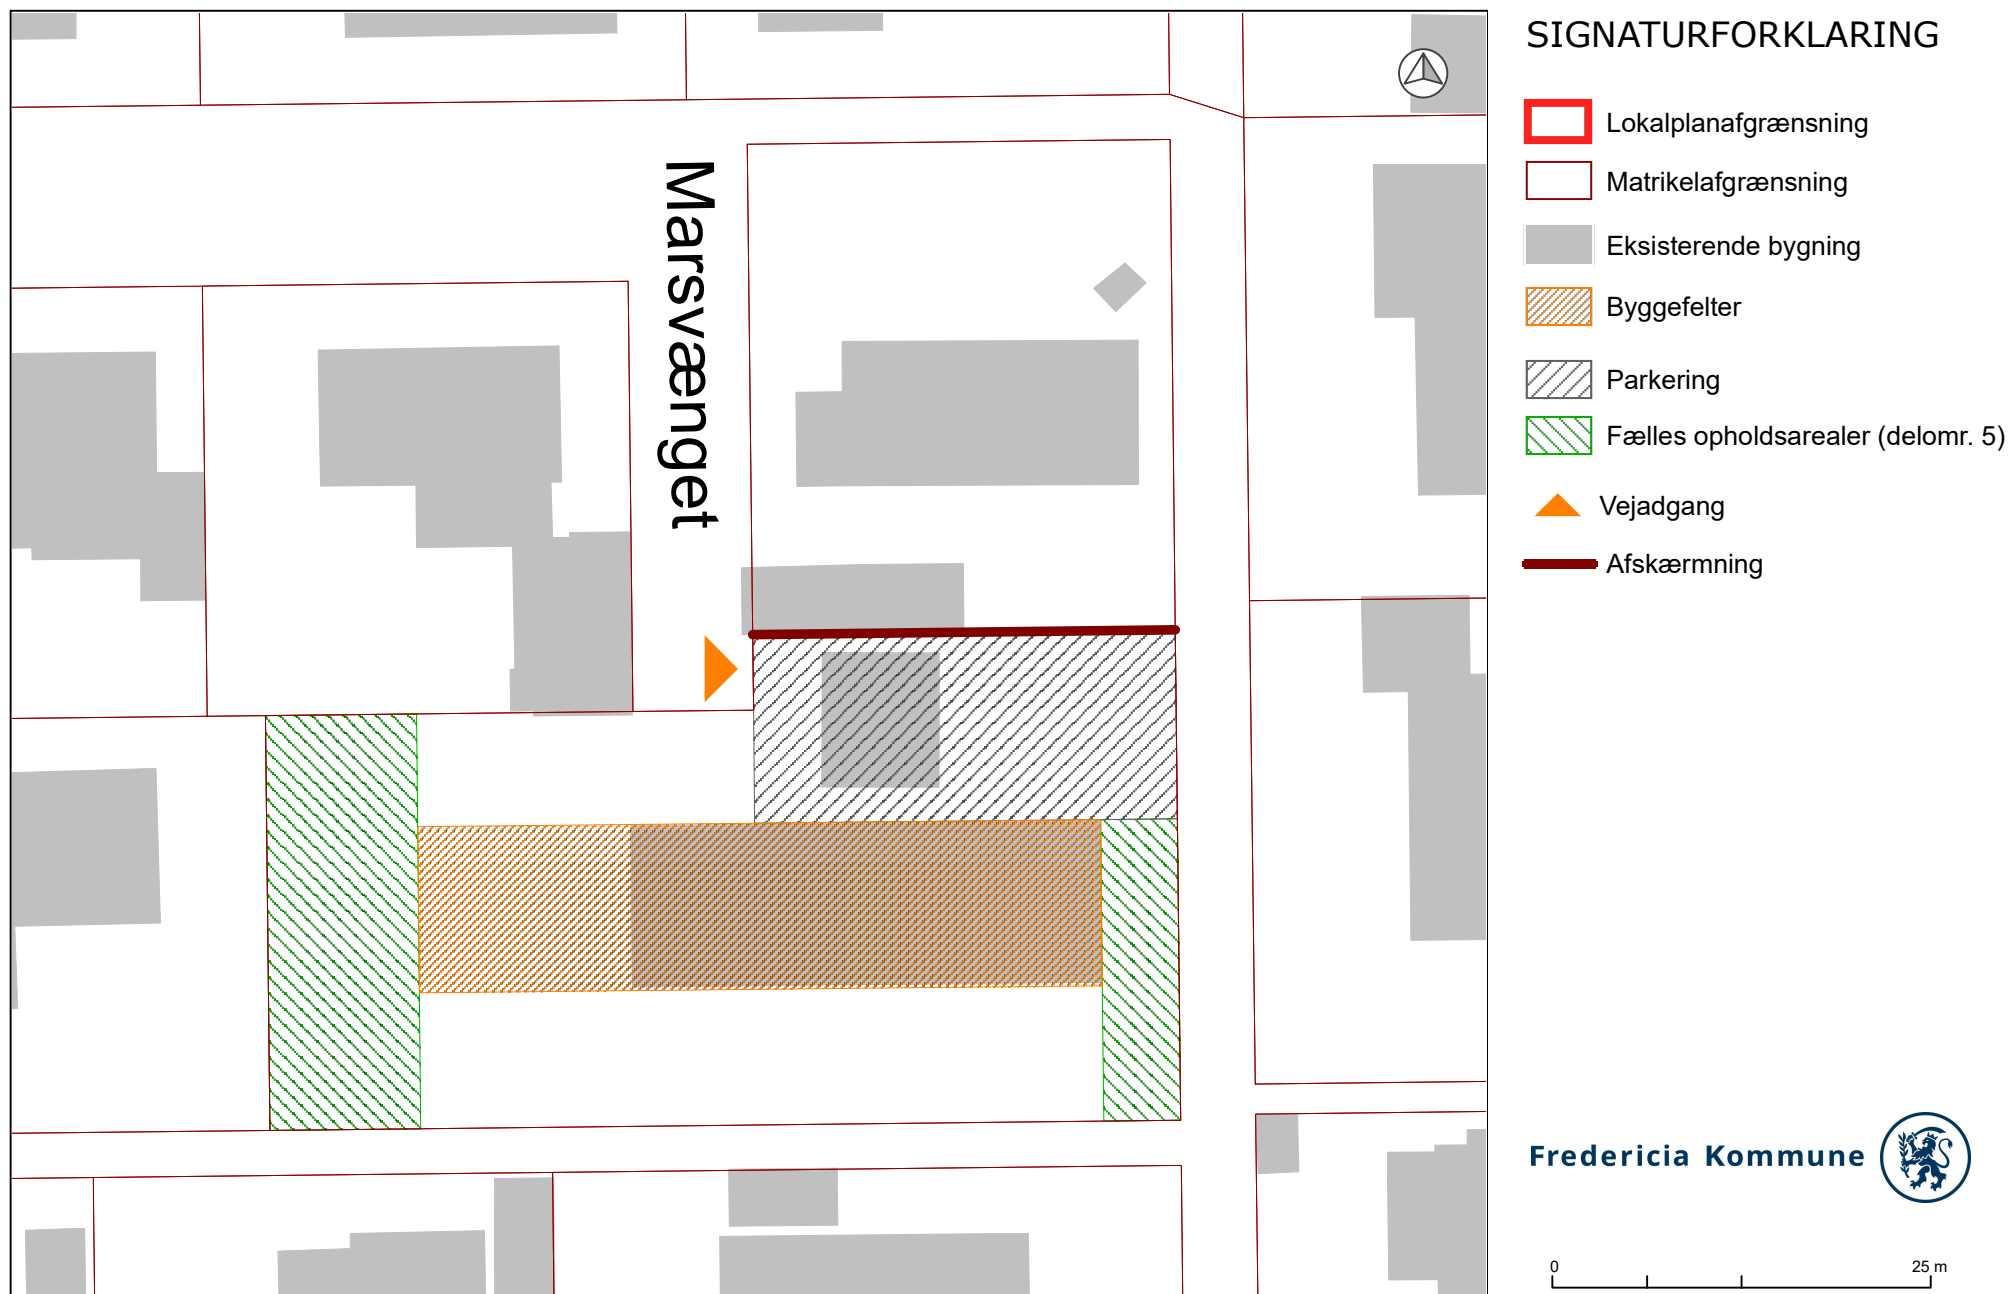 Marsvænget
SIGNATURFORKLARING
Lokalplanafgrænsning
Matrikelafgrænsning
Eksisterende bygning
Byggefelter
Parkering
Fælles opholdsarealer (delomr. 5)
Vejadgang
Afskærmning
Fredericia Kommune
0 25 m